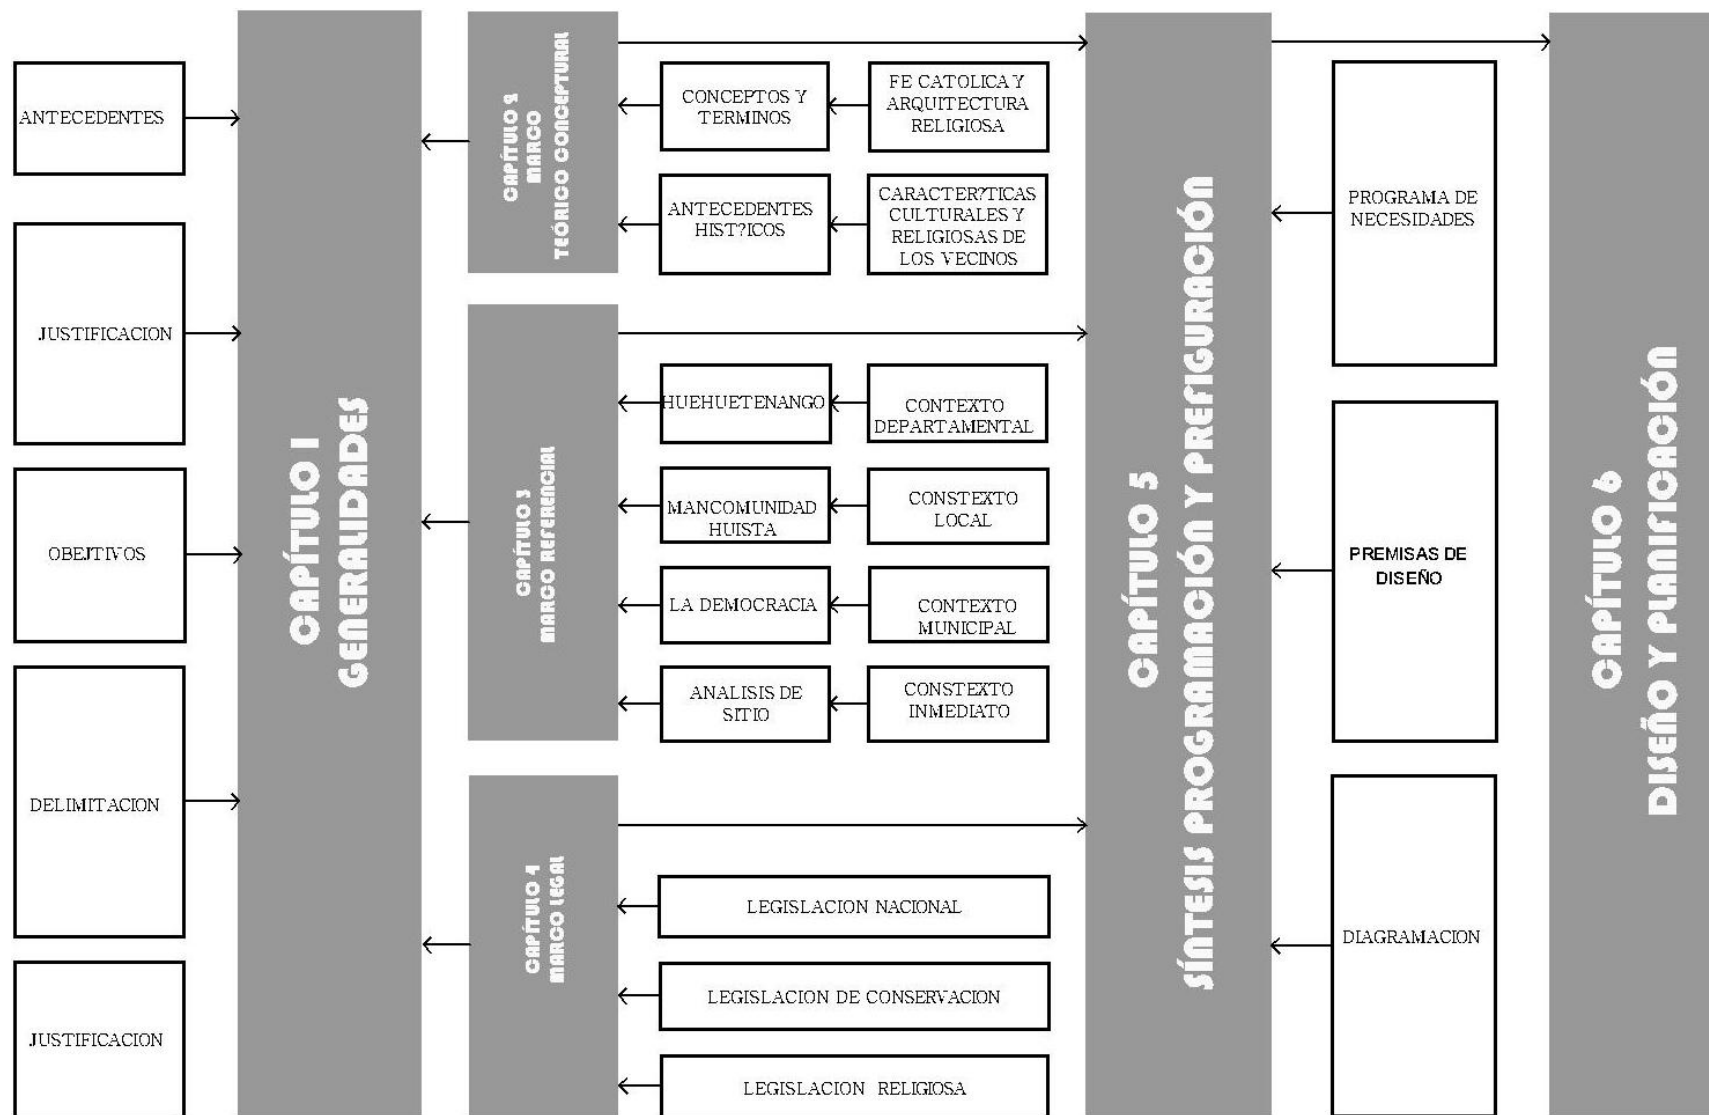 ANTECEDENTES
JUSTIFICACION
OBEJTIVOS
DELIMITACION
JUSTIFICACION
CAPÍTULO 1
GENERALIDADES
CAPÍTULO 2
MARCO
TEÓRICO CONCEPTURAL
CONCEPTOS Y
TERMINOS
FE CATOLICA Y
ARQUITECTURA
RELIGIOSA
ANTECEDENTES
HIST?ICOS
CARACTER?TICAS
CULTURALES Y
RELIGIOSAS DE
LOS VECINOS
CAPÍTULO 3
MARCO REFERENCIAL
HUEHUETENANGO
CONTEXTO
DEPARTAMENTAL
MANCOMUNIDAD
HUISTA
CONSTEXTO
LOCAL
LA DEMOCRACIA
CONTEXTO
MUNICIPAL
ANALISIS DE
SITIO
CONSTEXTO
INMEDIATO
CAPÍTULO 4
MARCO LEGAL
LEGISLACION NACIONAL
LEGISLACION DE CONSERVACION
LEGISLACION RELIGIOSA
CAPÍTULO 5
SÍNTESIS PROGRAMACIÓN Y PREFIGURACIÓN
PROGRAMA DE
NECESIDADES
PREMISAS DE
DISEÑO
DIAGRAMACION
CAPÍTULO 6
DISEÑO Y PLANIFICACIÓN